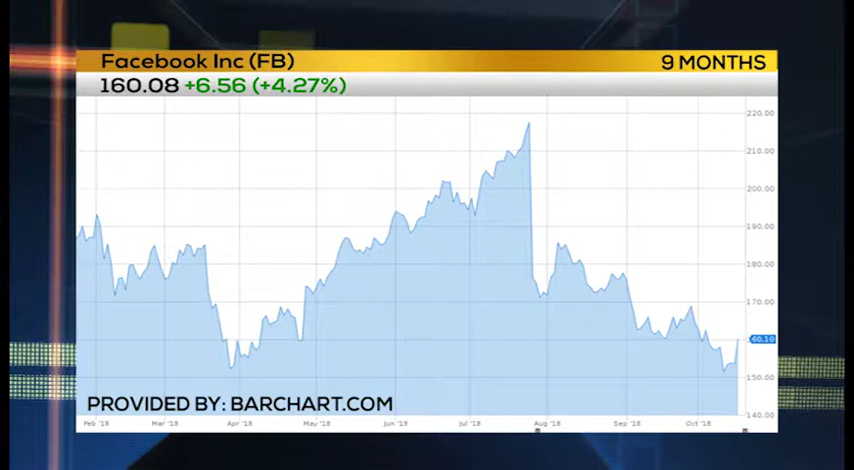 Facebook Inc (FB)
9 MONTHS
160.08 +6.56 (+4.27%)
220.00
210.00
200.00
190.00
180.00
170.00
60.10
150.00
140.00
PROVIDED BY: BARCHART.COM
Feb '18 Mar '18 Apr '18 May '18 Jun '18 Jul '18 Aug '18 Sep '18 Oct '18